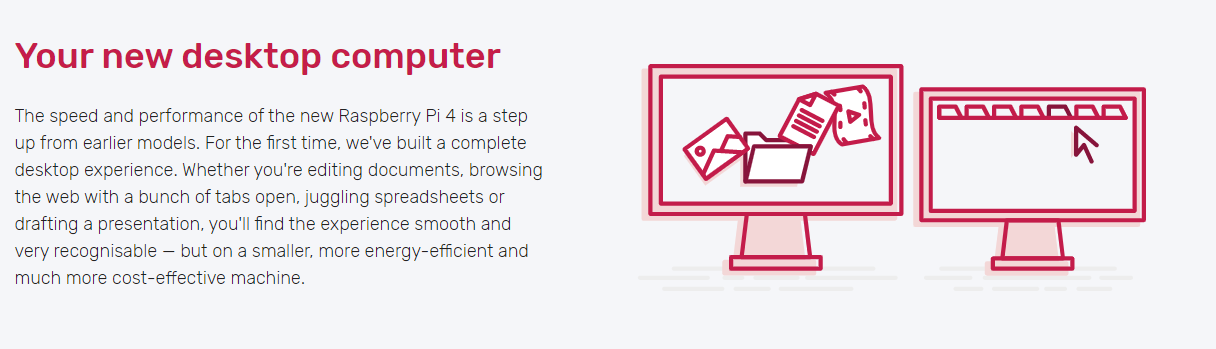 Your new desktop computer
The speed and performance of the new Raspberry Pi 4 is a step
up from earlier models. For the first time, we've built a complete
desktop experience. Whether you're editing documents, browsing
the web with a bunch of tabs open, juggling spreadsheets or
drafting a presentation, you'll find the experience smooth and
very recognisable — but on a smaller, more energy-efficient and
much more cost-effective machine.